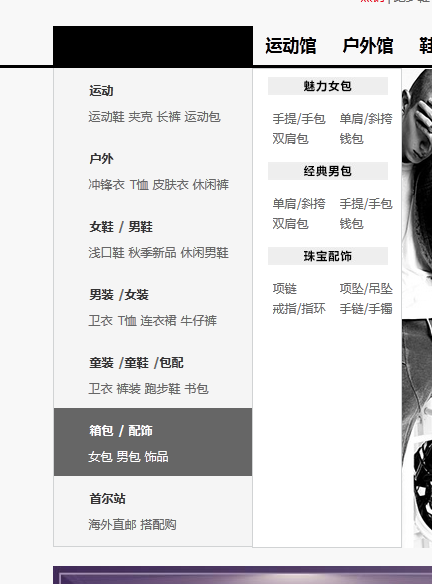 运动馆 户外馆 鞋
运动
运动鞋 夹克 长裤 运动包
户外
冲锋衣 T恤 皮肤衣 休闲裤
女鞋 / 男鞋
浅口鞋 秋季新品 休闲男鞋
男装 /女装
卫衣 T恤 连衣裙 牛仔裤
童装 /童鞋 /包配
卫衣 裤装 跑步鞋 书包
箱包 / 配饰
女包 男包 饰品
首尔站
海外直邮 搭配购
魅力女包
手提/手包 单肩/斜挎
双肩包 钱包
经典男包
单肩/斜挎 手提/手包
双肩包 钱包
珠宝配饰
项链 项坠/吊坠
戒指/指环 手链/手镯